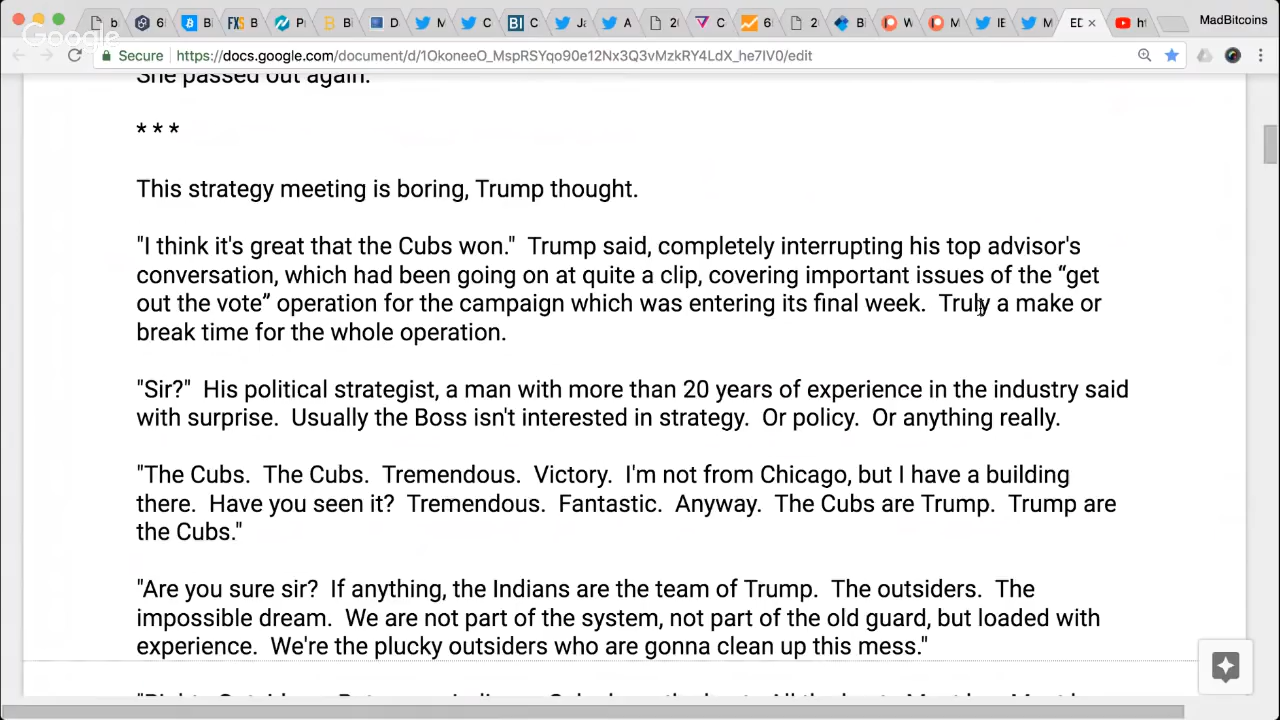 b
6
B
B
P
B
D
M
C
C
J
A
2
C
6
2
B
W
M
IE
M
EE
h
MadBitcoins
Google
Secure
https://docs.google.com/document/d/1OkoneeO_MspRSYqo90e12Nx3Q3vMzkRY4LdX_he7IV0/edit
She passed out again.
* * *
This strategy meeting is boring, Trump thought.
"I think it's great that the Cubs won." Trump said, completely interrupting his top advisor's
conversation, which had been going on at quite a clip, covering important issues of the “get
out the vote” operation for the campaign which was entering its final week. Truly a make or
break time for the whole operation.
"Sir?" His political strategist, a man with more than 20 years of experience in the industry said
with surprise. Usually the Boss isn't interested in strategy. Or policy. Or anything really.
"The Cubs. The Cubs. Tremendous. Victory. I'm not from Chicago, but I have a building
there. Have you seen it? Tremendous. Fantastic. Anyway. The Cubs are Trump. Trump are
the Cubs."
"Are you sure sir? If anything, the Indians are the team of Trump. The outsiders. The
impossible dream. We are not part of the system, not part of the old guard, but loaded with
experience. We're the plucky outsiders who are gonna clean up this mess."